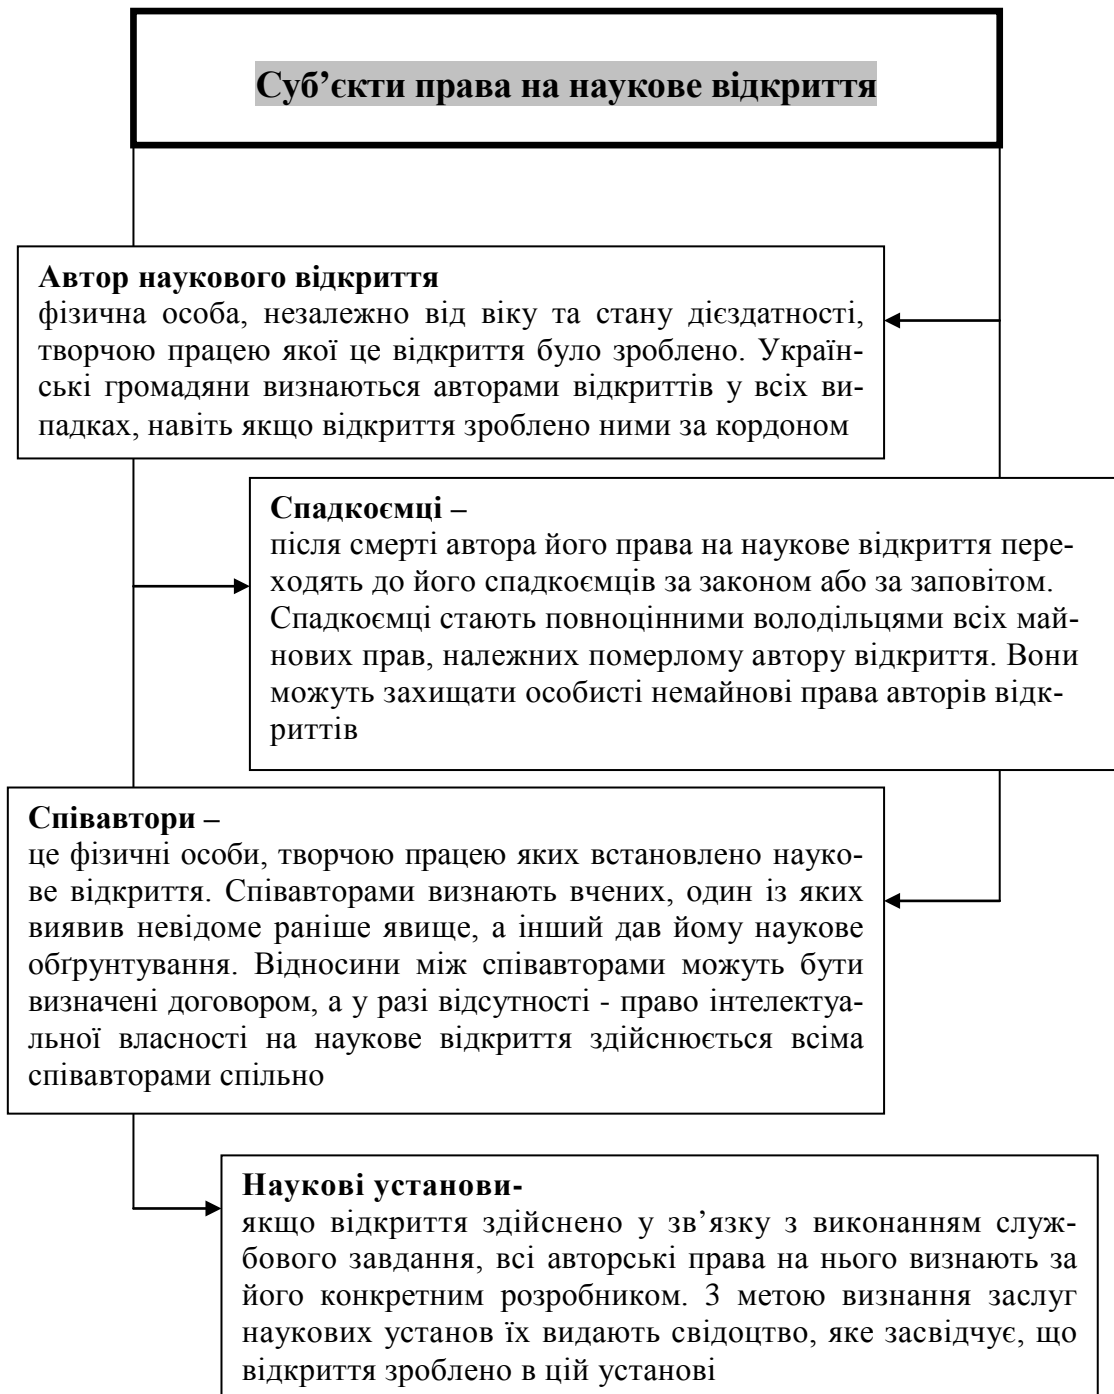 Суб’єкти права на наукове відкриття
Автор наукового відкриття
фізична особа, незалежно від віку та стану дієздатності,
творчою працею якої це відкриття було зроблено. Україн-
ські громадяни визнаються авторами відкриттів у всіх ви-
падках, навіть якщо відкриття зроблено ними за кордоном
Спадкоємці –
після смерті автора його права на наукове відкриття пере-
ходять до його спадкоємців за законом або за заповітом.
Спадкоємці стають повноцінними володільцями всіх май-
нових прав, належних померлому автору відкриття. Вони
можуть захищати особисті немайнові права авторів відк-
риттів
Співавтори –
це фізичні особи, творчою працею яких встановлено науко-
ве відкриття. Співавторами визнають вчених, один із яких
виявив невідоме раніше явище, а інший дав йому наукове
обґрунтування. Відносини між співавторами можуть бути
визначені договором, а у разі відсутності - право інтелектуа-
льної власності на наукове відкриття здійснюється всіма
співавторами спільно
Наукові установи-
якщо відкриття здійснено у зв’язку з виконанням служ-
бового завдання, всі авторські права на нього визнають за
його конкретним розробником. З метою визнання заслуг
наукових установ їх видають свідоцтво, яке засвідчує, що
відкриття зроблено в цій установі